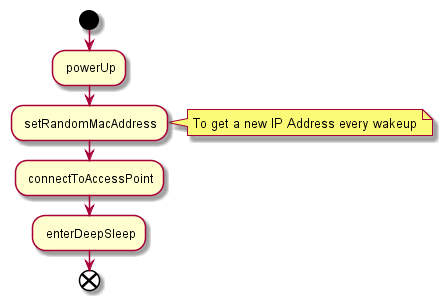 powerUp
setRandomMacAddress
To get a new IP Address every wakeup
connectToAccessPoint
enterDeepSleep